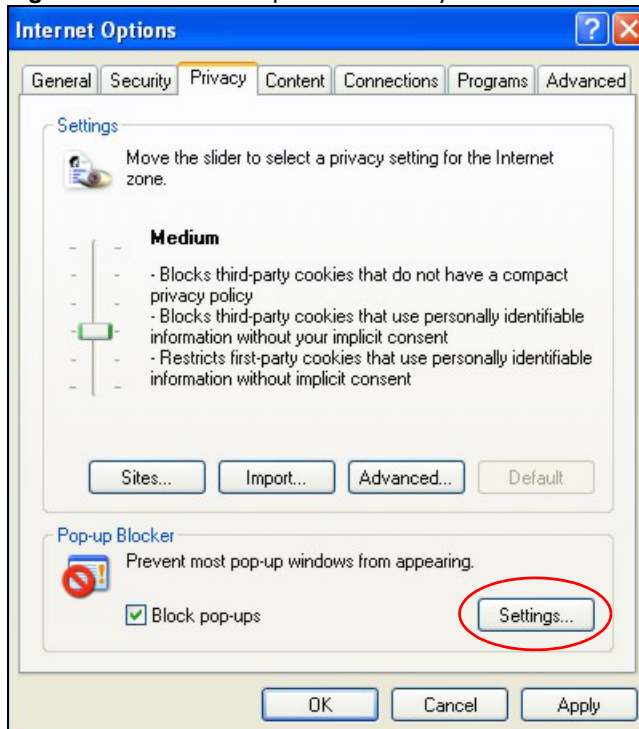 Internet Options
General Security Privacy Content Connections Programs Advanced
Settings
Move the slider to select a privacy setting for the Internet
zone.
Medium
- Blocks third-party cookies that do not have a compact
privacy policy
- Blocks third-party cookies that use personally identifiable
information without your implicit consent
- Restricts first-party cookies that use personally identifiable
information without implicit consent
Sites... Import... Advanced... Default
Pop-up Blocker
Prevent most pop-up windows from appearing.
Block pop-ups Settings...
OK Cancel Apply